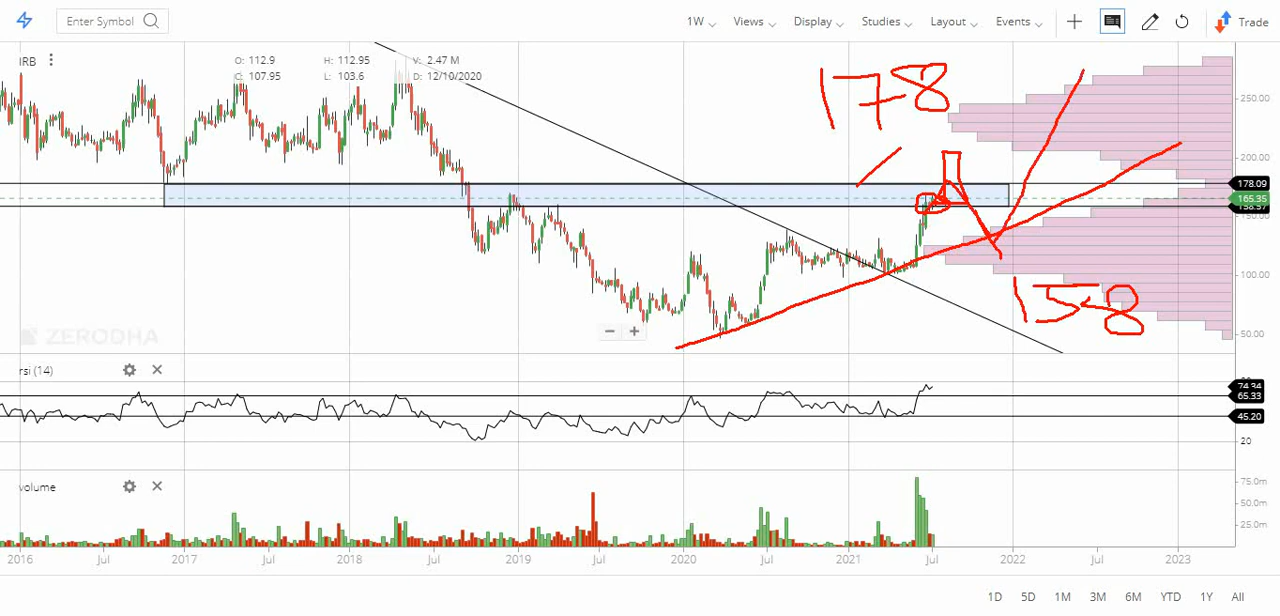 Enter Symbol 1W Views Display Studies Layout Events Trade
IRB O: 112.9 H: 112.95 V: 2.47 M
C: 107.95 L: 103.6 D: 12/10/2020
178
250.00
200.00
178.09
165.35
150.00
100.00
158
50.00
ZERODHA
rsi (14)
74.34
65.33
45.20
20
volume
75.0m
50.0m
25.0m
2016 Jul 2017 Jul 2018 Jul 2019 Jul 2020 Jul 2021 Jul 2022 Jul 2023
1D 5D 1M 3M 6M YTD 1Y All